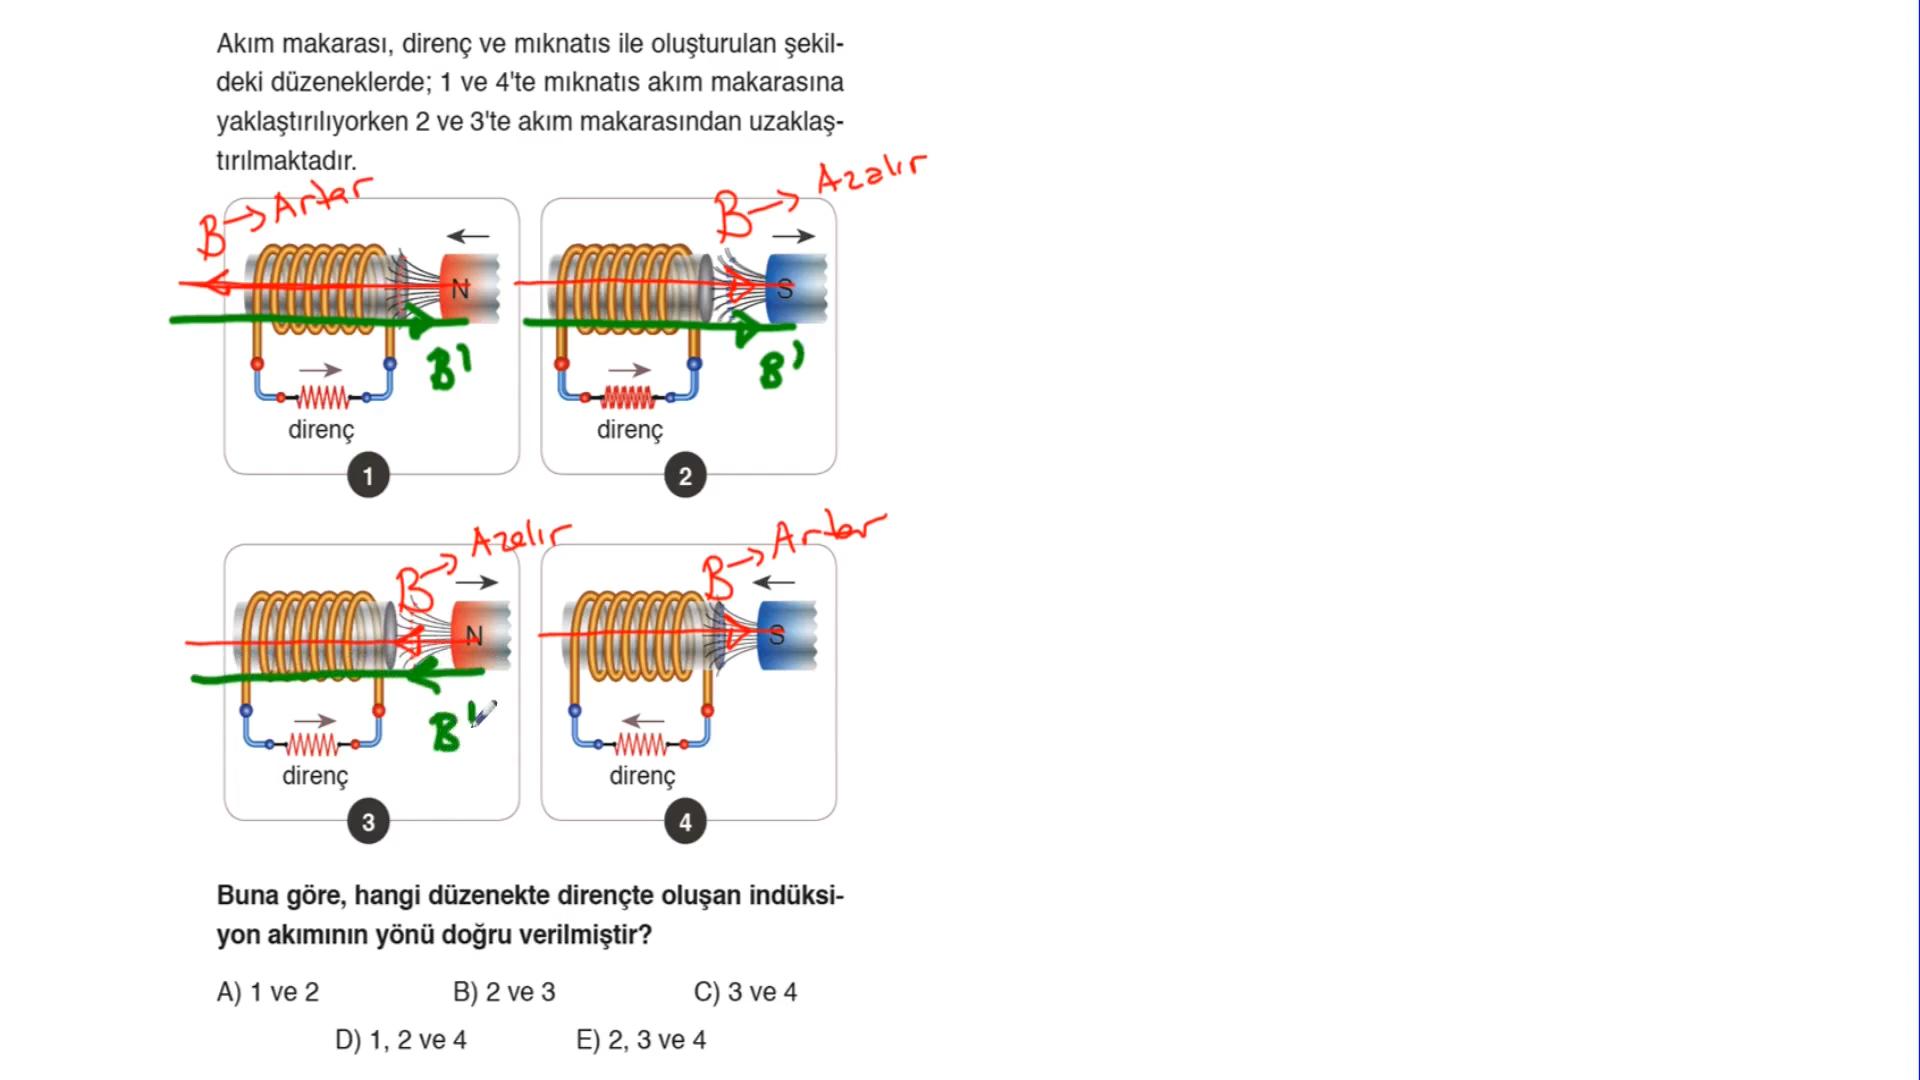 Akım makarası, direnç ve mıknatıs ile oluşturulan şekil-
deki düzeneklerde; 1 ve 4'te mıknatıs akım makarasına
yaklaştırılıyorken 2 ve 3'te akım makarasından uzaklaş-
tırılmaktadır.
B → Artar
B → Azalır
N
S
B'
B'
direnç
direnç
1
2
B → Azalır
B → Artar
N
S
B'
direnç
direnç
3
4
Buna göre, hangi düzenekte dirençte oluşan indüksi-
yon akımının yönü doğru verilmiştir?
A) 1 ve 2 B) 2 ve 3 C) 3 ve 4
D) 1, 2 ve 4 E) 2, 3 ve 4